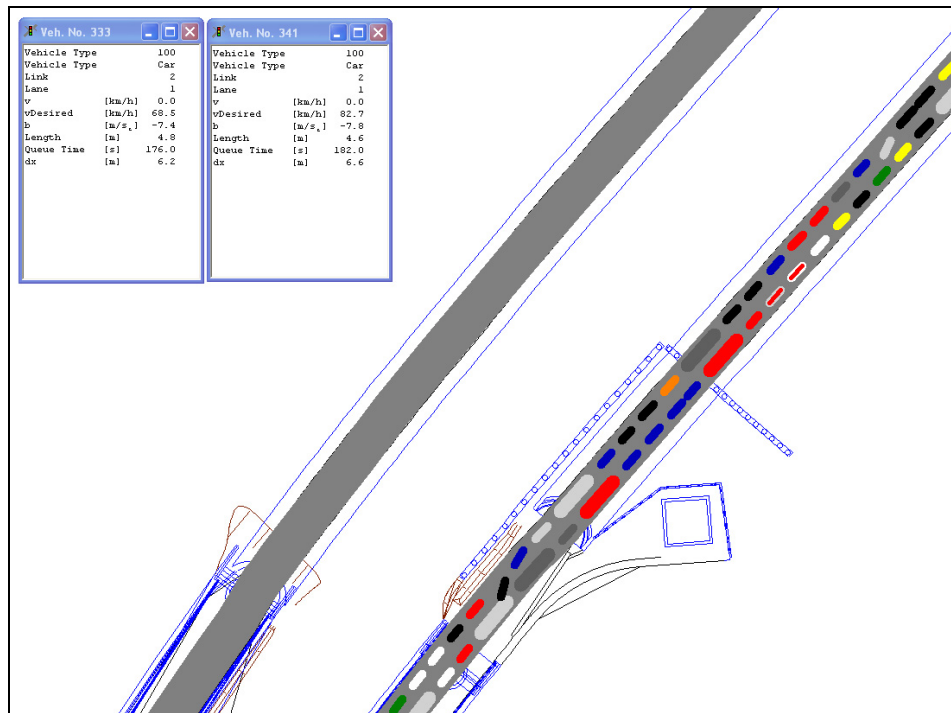 Veh. No. 333
Vehicle Type 100
Vehicle Type Car
Link 2
Lane 1
v [km/h] 0.0
vDesired [km/h] 68.5
b [m/s²] -7.4
Length [m] 4.8
Queue Time [s] 176.0
dx [m] 6.2
Veh. No. 341
Vehicle Type 100
Vehicle Type Car
Link 2
Lane 1
v [km/h] 0.0
vDesired [km/h] 82.7
b [m/s²] -7.8
Length [m] 4.6
Queue Time [s] 182.0
dx [m] 6.6